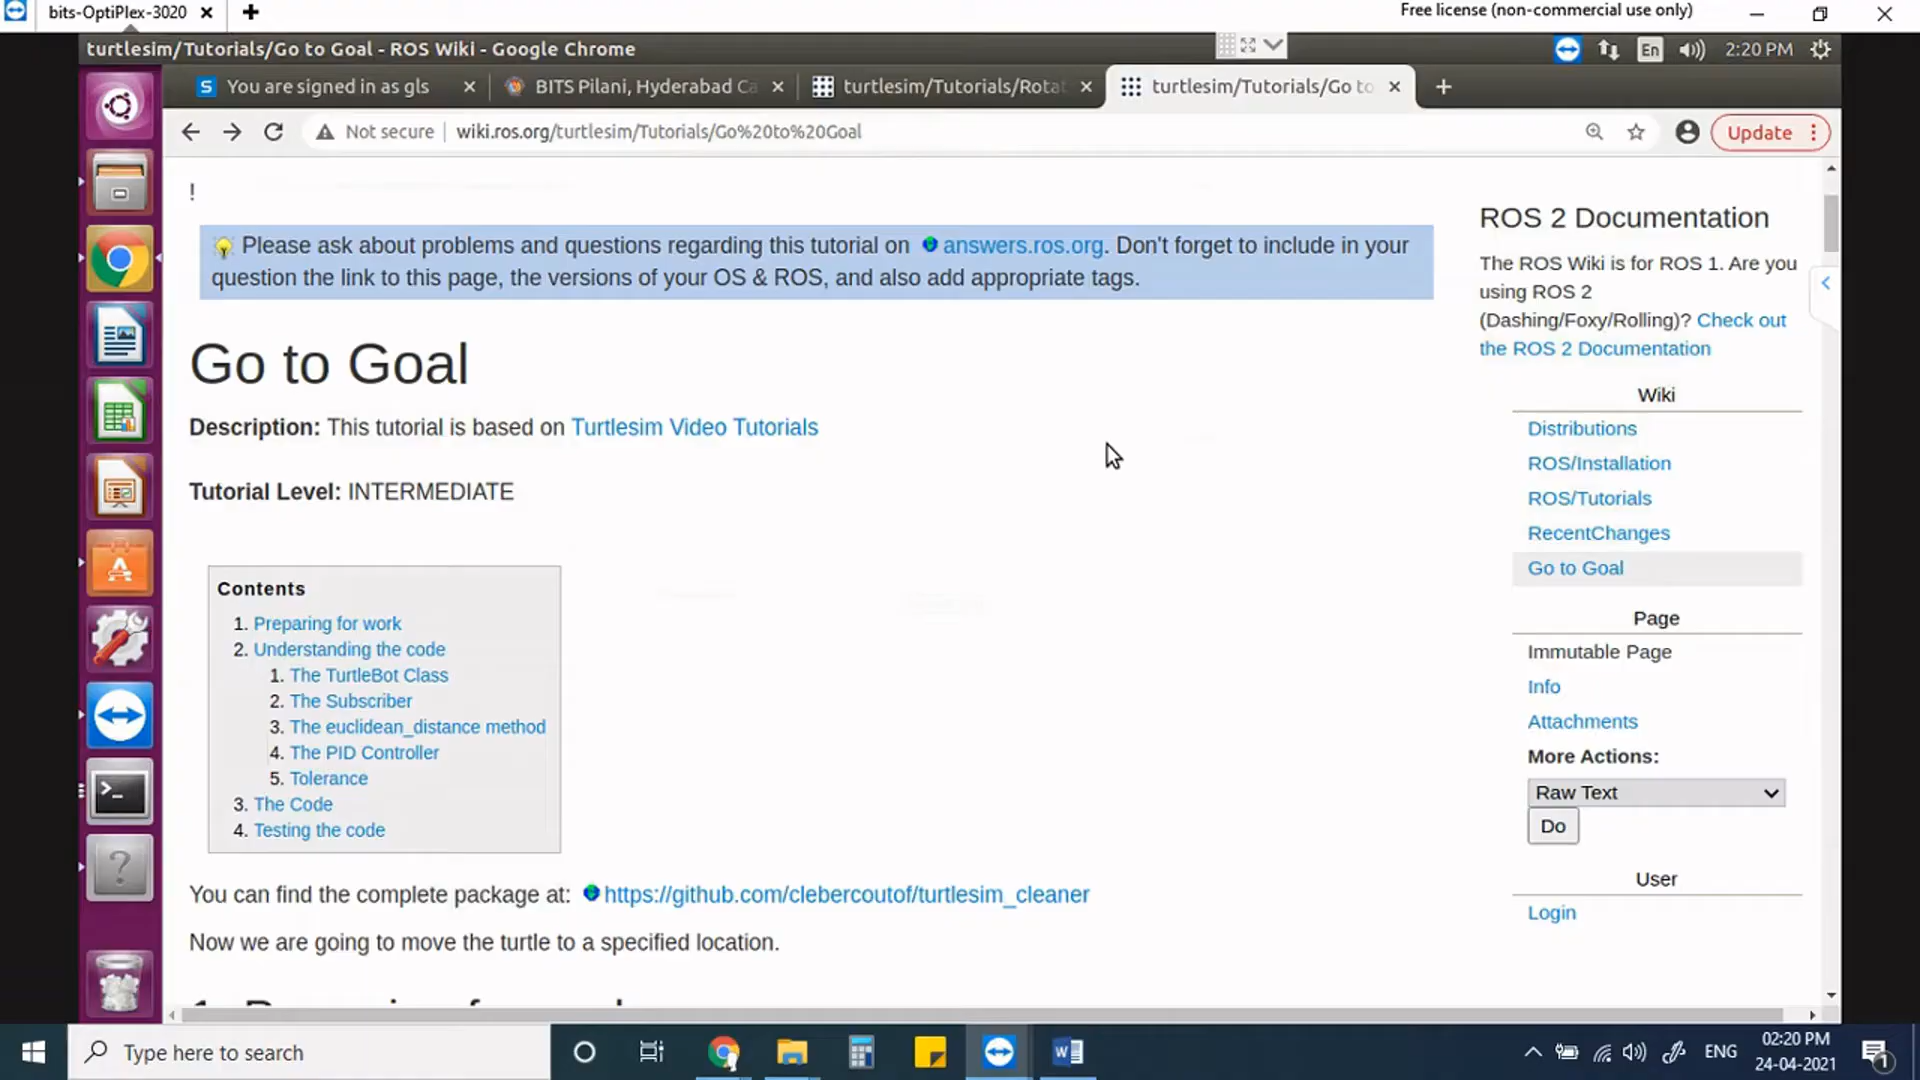 bits-OptiPlex-3020
Free license (non-commercial use only)
turtlesim/Tutorials/Go to Goal - ROS Wiki - Google Chrome
En
2:20 PM
You are signed in as gls
BITS Pilani, Hyderabad Ca
turtlesim/Tutorials/Rotat
turtlesim/Tutorials/Go to
Not secure
wiki.ros.org/turtlesim/Tutorials/Go%20to%20Goal
Update
!
Please ask about problems and questions regarding this tutorial on answers.ros.org. Don't forget to include in your
question the link to this page, the versions of your OS & ROS, and also add appropriate tags.
Go to Goal
Description: This tutorial is based on Turtlesim Video Tutorials
Tutorial Level: INTERMEDIATE
Contents
1. Preparing for work
2. Understanding the code
1. The TurtleBot Class
2. The Subscriber
3. The euclidean_distance method
4. The PID Controller
5. Tolerance
3. The Code
4. Testing the code
You can find the complete package at: https://github.com/clebercoutof/turtlesim_cleaner
Now we are going to move the turtle to a specified location.
ROS 2 Documentation
The ROS Wiki is for ROS 1. Are you
using ROS 2
(Dashing/Foxy/Rolling)? Check out
the ROS 2 Documentation
Wiki
Distributions
ROS/Installation
ROS/Tutorials
RecentChanges
Go to Goal
Page
Immutable Page
Info
Attachments
More Actions:
Raw Text
Do
User
Login
Type here to search
ENG
02:20 PM
24-04-2021
1